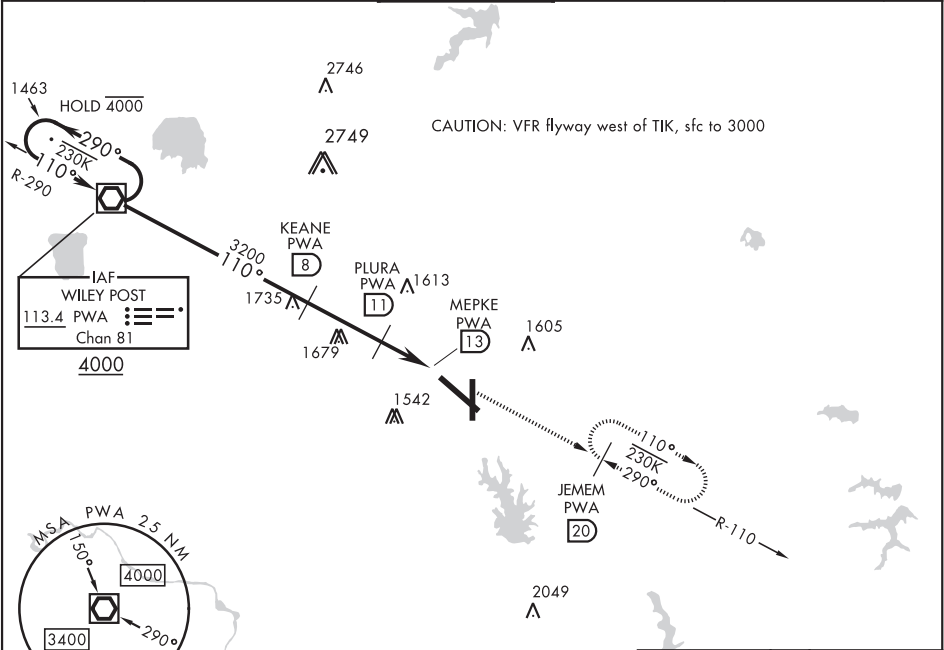 2746
1463
HOLD 4000
CAUTION: VFR flyway west of TIK, sfc to 3000
290°
2749
230K
110°
R-290
KEANE
PWA
8
3200
110°
PLURA
PWA
11
1613
IAF
WILEY POST
113.4 PWA
Chan 81
4000
1735
MEPKE
PWA
13
1605
1679
1542
110°
230K
290°
JEMEM
PWA
20
R-110
MSA PWA 25 NM
150°
4000
2049
3400
290°